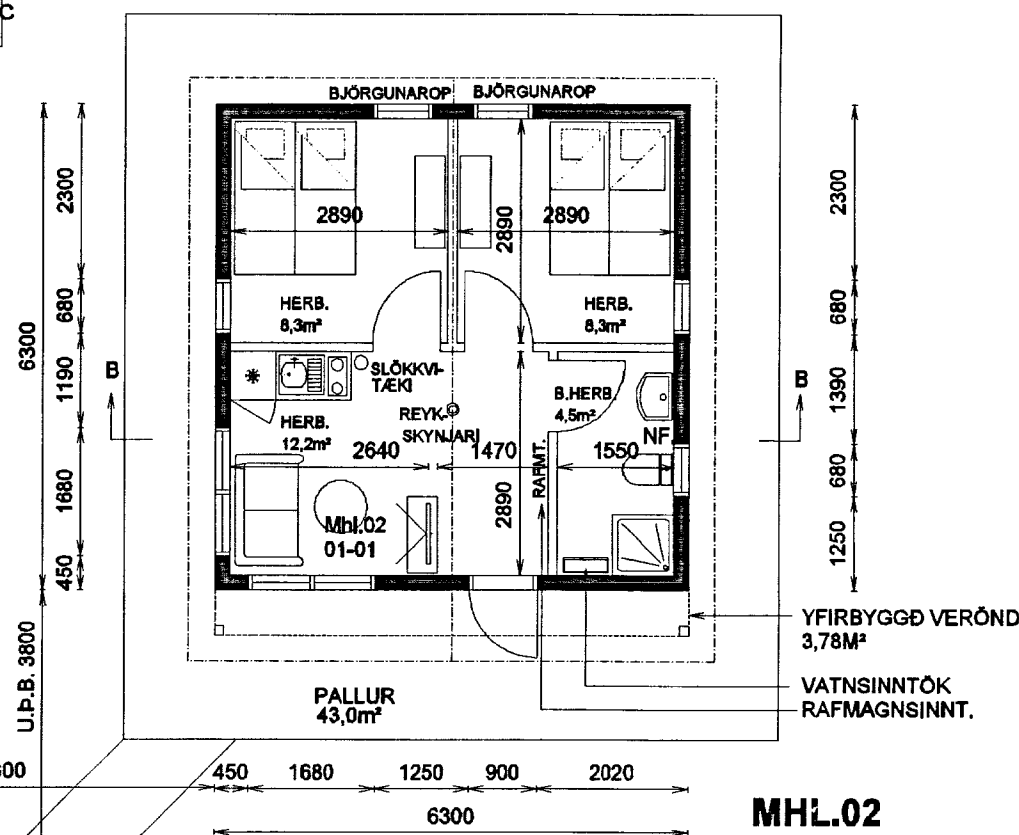 C
BJÖRGUNAROP BJÖRGUNAROP
2300
680
1190
1680
450
6300
U.Þ.B. 3800
2890
2890
2890
2300
680
1390
680
1250
HERB.
8,3m²
HERB.
8,3m²
B
B
SLÖKKVI-
TÆKI
HERB.
12,2m²
REYK-
SKYNJARI
B.HERB.
4,5m²
NF.
2640
1470
1550
RAFMT.
2890
Mhl.02
01-01
YFIRBYGGÐ VERÖND
3,78M²
VATNSINNTÖK
RAFMAGNSINNT.
PALLUR
43,0m²
450 1680 1250 900 2020
6300
MHL.02